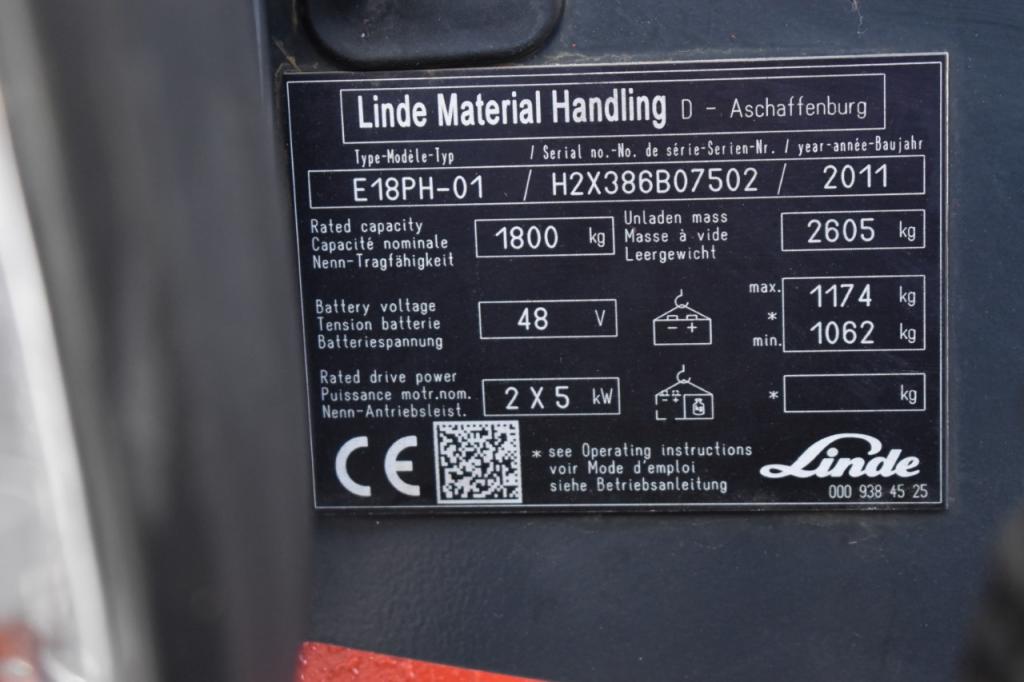 Linde Material Handling D - Aschaffenburg
Type-Modèle-Typ / Serial no.-No. de série-Serien-Nr. / year-année-Baujahr
E18PH-01 / H2X386B07502 / 2011
Rated capacity
Capacité nominale
Nenn-Tragfähigkeit
1800 kg
Unladen mass
Masse à vide
Leergewicht
2605 kg
Battery voltage
Tension batterie
Batteriespannung
48 V
- +
max. 1174 kg
*
min. 1062 kg
Rated drive power
Puissance motr.nom.
Nenn-Antriebsleist.
2 X 5 kW
- + kg
* kg
CE
* see Operating instructions
voir Mode d'emploi
siehe Betriebsanleitung
Linde
000 938 45 25